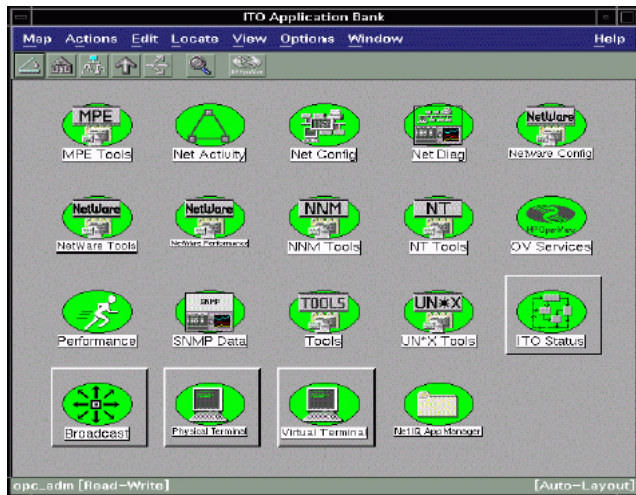 ITO Application Bank
Map Actions Edit Locate View Options Window Help
MPE
MPE Tools
Net Activity
Net Config
Net Diag
NetWare
NetWare Config
NetWare
NetWare Tools
NetWare
NetWare Performance
NNM
NNM Tools
NT
NT Tools
HP OpenView
OV Services
Performance
SNMP
SNMP Data
TOOLS
Tools
UN*X
UN*X Tools
ITO Status
Broadcast
Physical Terminal
Virtual Terminal
NetIQ AppManager
opc_adm [Read-Write] [Auto-Layout]